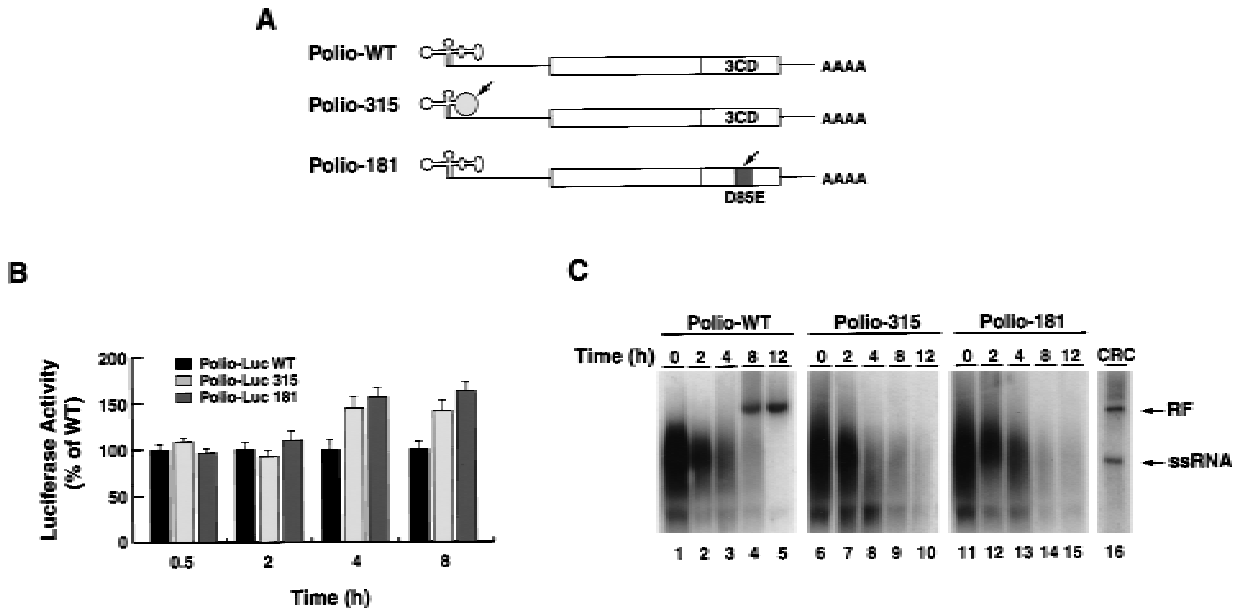 A
Polio-WT
3CD
AAAA
Polio-315
3CD
AAAA
Polio-181
AAAA
D85E
B
Luciferase Activity
(% of WT)
200
150
100
50
0
Polio-Luc WT
Polio-Luc 315
Polio-Luc 181
0.5 2 4 8
Time (h)
C
Polio-WT Polio-315 Polio-181
Time (h) 0 2 4 8 12 0 2 4 8 12 0 2 4 8 12 CRC
RF
ssRNA
1 2 3 4 5 6 7 8 9 10 11 12 13 14 15 16